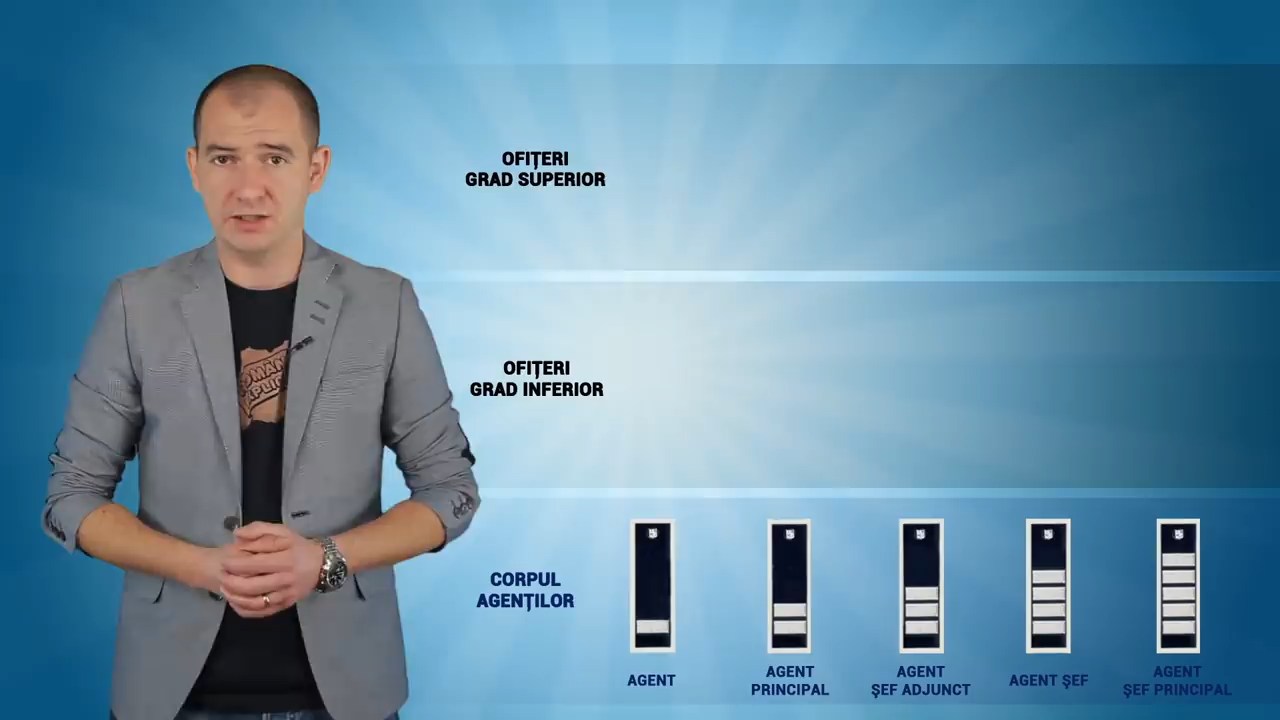 OFIȚERI
GRAD SUPERIOR
OFIȚERI
GRAD INFERIOR
CORPUL
AGENȚILOR
AGENT
AGENT
PRINCIPAL
AGENT
ȘEF ADJUNCT
AGENT ȘEF
AGENT
ȘEF PRINCIPAL